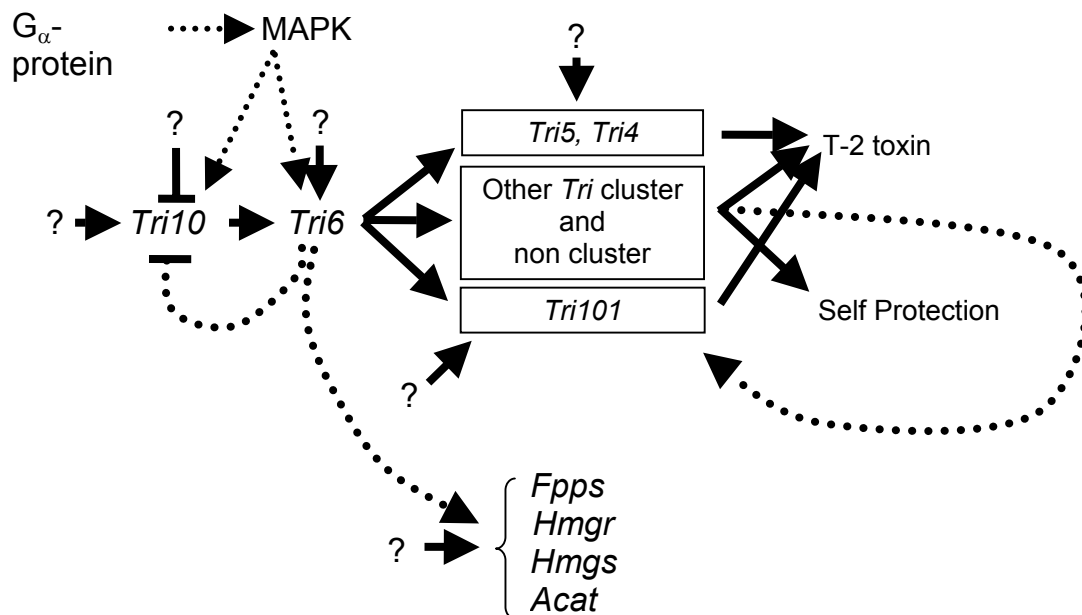 Gα-
protein
MAPK
?
?
?
Tri5, Tri4
T-2 toxin
Other Tri cluster
and
non cluster
?
Tri10
Tri6
Tri101
Self Protection
?
Fpps
Hmgr
?
Hmgs
Acat